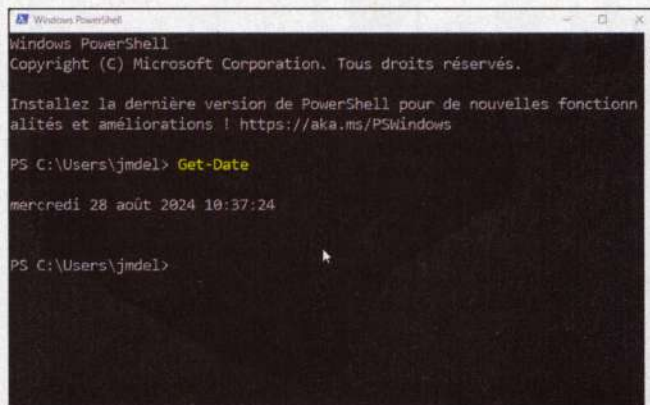 Windows PowerShell
Windows PowerShell
Copyright (C) Microsoft Corporation. Tous droits réservés.
Installez la dernière version de PowerShell pour de nouvelles fonctionn
alités et améliorations ! https://aka.ms/PSWindows
PS C:\Users\jmdel> Get-Date
mercredi 28 août 2024 10:37:24
PS C:\Users\jmdel>